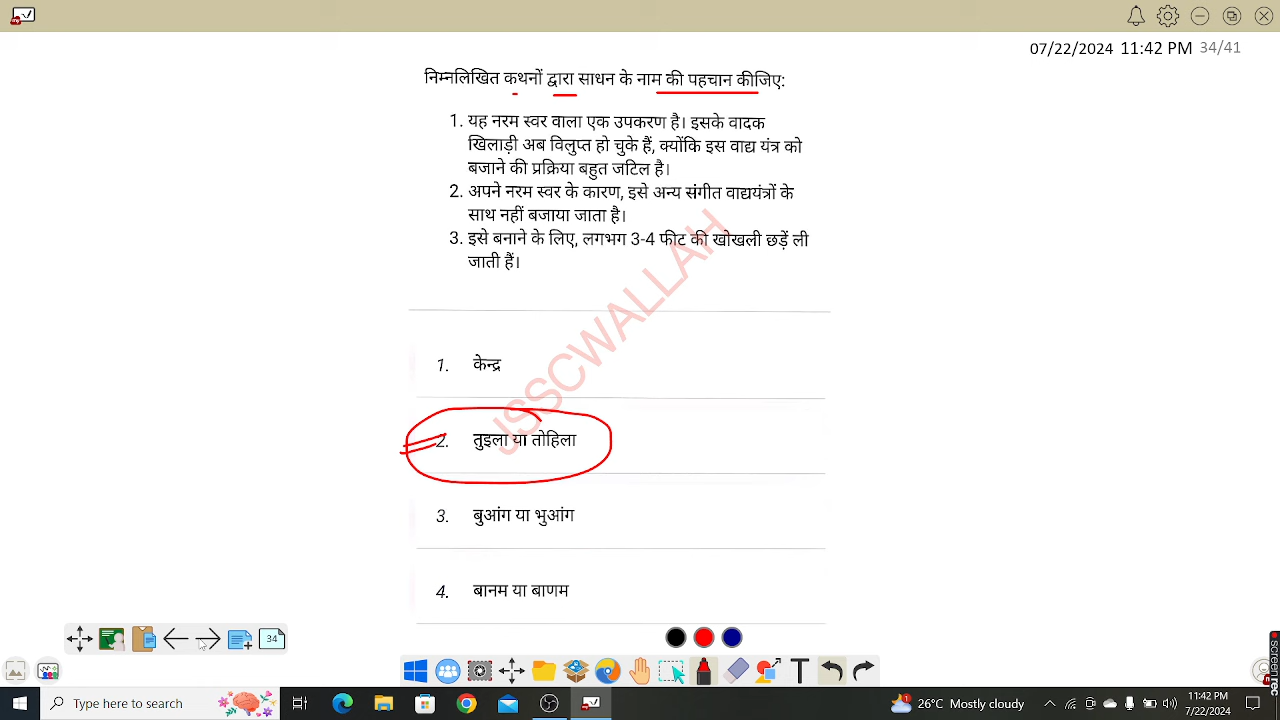 07/22/2024 11:42 PM 34/41
निम्नलिखित कथनों द्वारा साधन के नाम की पहचान कीजिए:
1. यह नरम स्वर वाला एक उपकरण है। इसके वादक
खिलाड़ी अब विलुप्त हो चुके हैं, क्योंकि इस वाद्य यंत्र को
बजाने की प्रक्रिया बहुत जटिल है।
2. अपने नरम स्वर के कारण, इसे अन्य संगीत वाद्ययंत्रों के
साथ नहीं बजाया जाता है।
3. इसे बनाने के लिए, लगभग 3-4 फीट की खोखली छड़ें ली
जाती हैं।
JSSCWALLAH
1. केन्द्र
2. तुइला या तोहिला
3. बुआंग या भुआंग
4. बानम या बाणम
34
T
Type here to search
26°C Mostly cloudy
11:42 PM
7/22/2024